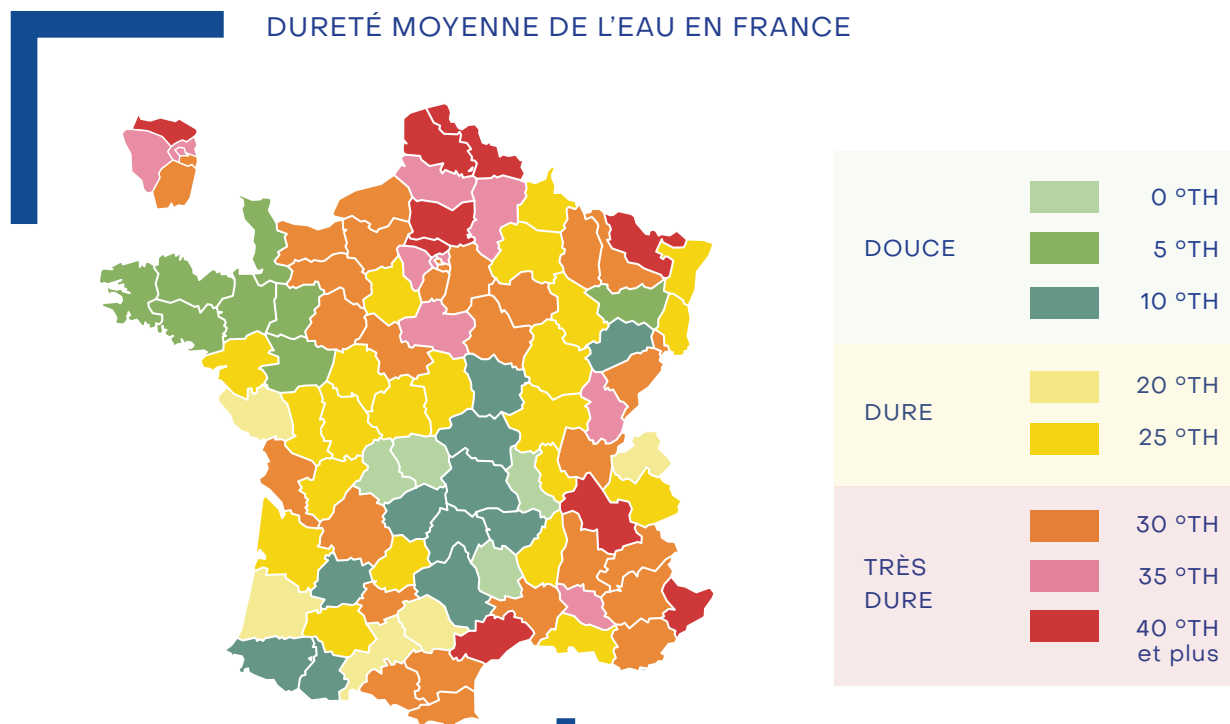 DURETÉ MOYENNE DE L'EAU EN FRANCE
DOUCE
0 °TH
5 °TH
10 °TH
DURE
20 °TH
25 °TH
TRÈS
DURE
30 °TH
35 °TH
40 °TH
et plus